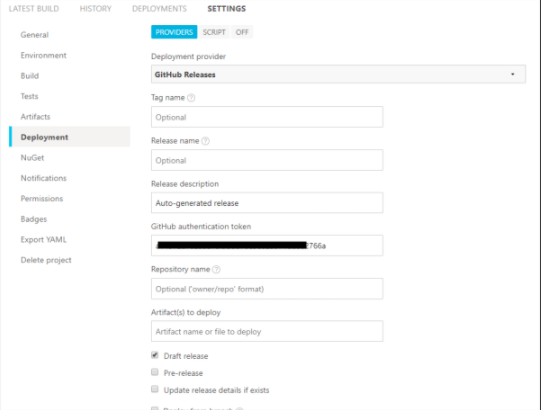 LATEST BUILD HISTORY DEPLOYMENTS SETTINGS
General
Environment
Build
Tests
Artifacts
Deployment
NuGet
Notifications
Permissions
Badges
Export YAML
Delete project
PROVIDERS SCRIPT OFF
Deployment provider
GitHub Releases
Tag name ?
Optional
Release name ?
Optional
Release description
Auto-generated release
GitHub authentication token
2766a
Repository name ?
Optional ('owner/repo' format)
Artifact(s) to deploy
Artifact name or file to deploy
Draft release
Pre-release
Update release details if exists